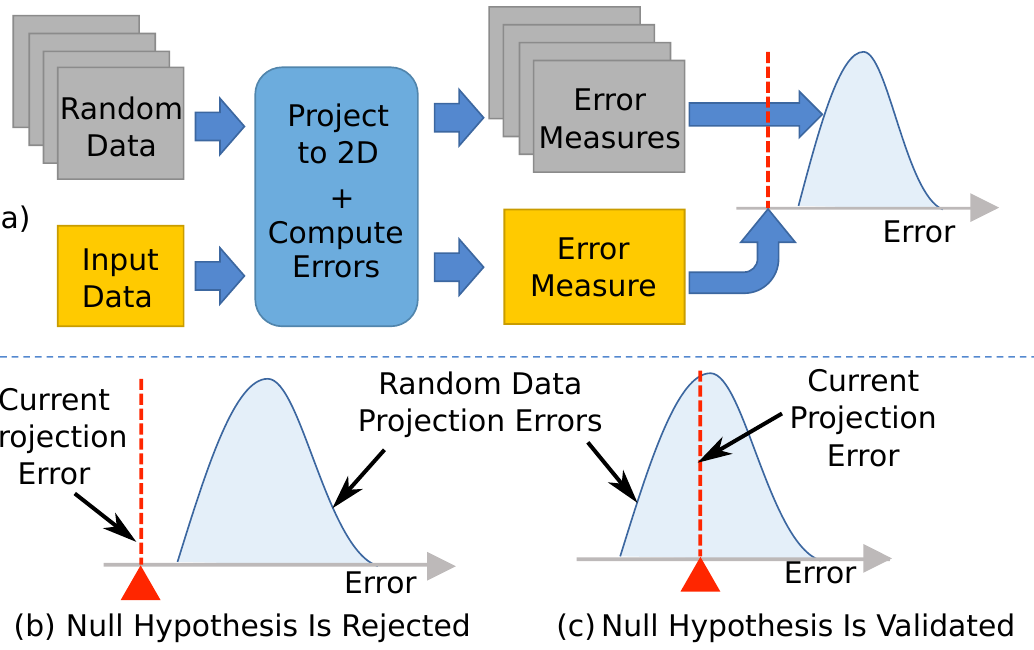 Random
Data
Project
to 2D
+
Compute
Errors
Error
Measures
a)
Input
Data
Error
Measure
Error
Current
rojection
Error
Random Data
Projection Errors
Current
Projection
Error
Error
Error
(b) Null Hypothesis Is Rejected
(c) Null Hypothesis Is Validated